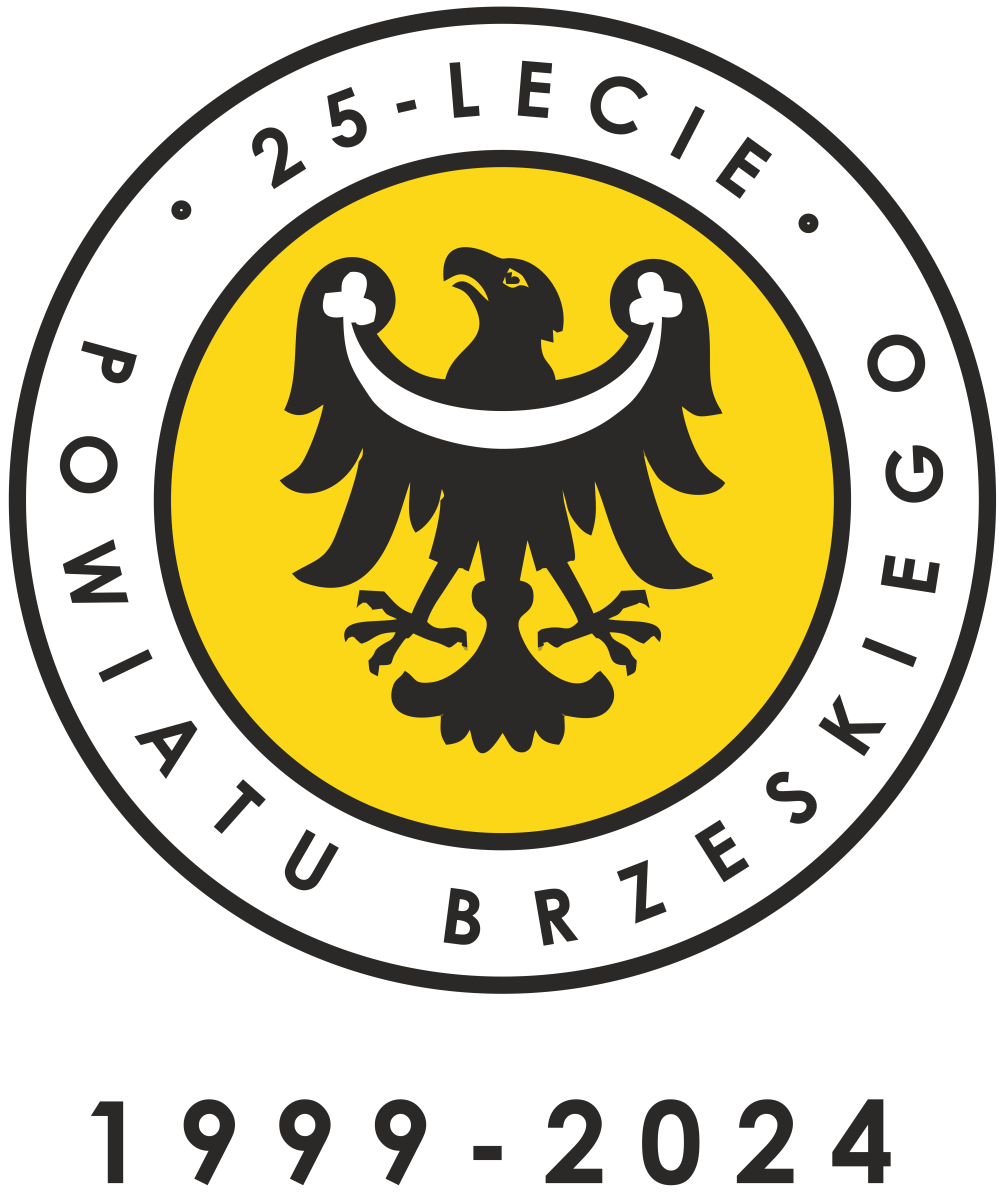 • 25-LECIE •
POWIATU BRZESKIEGO
1999-2024